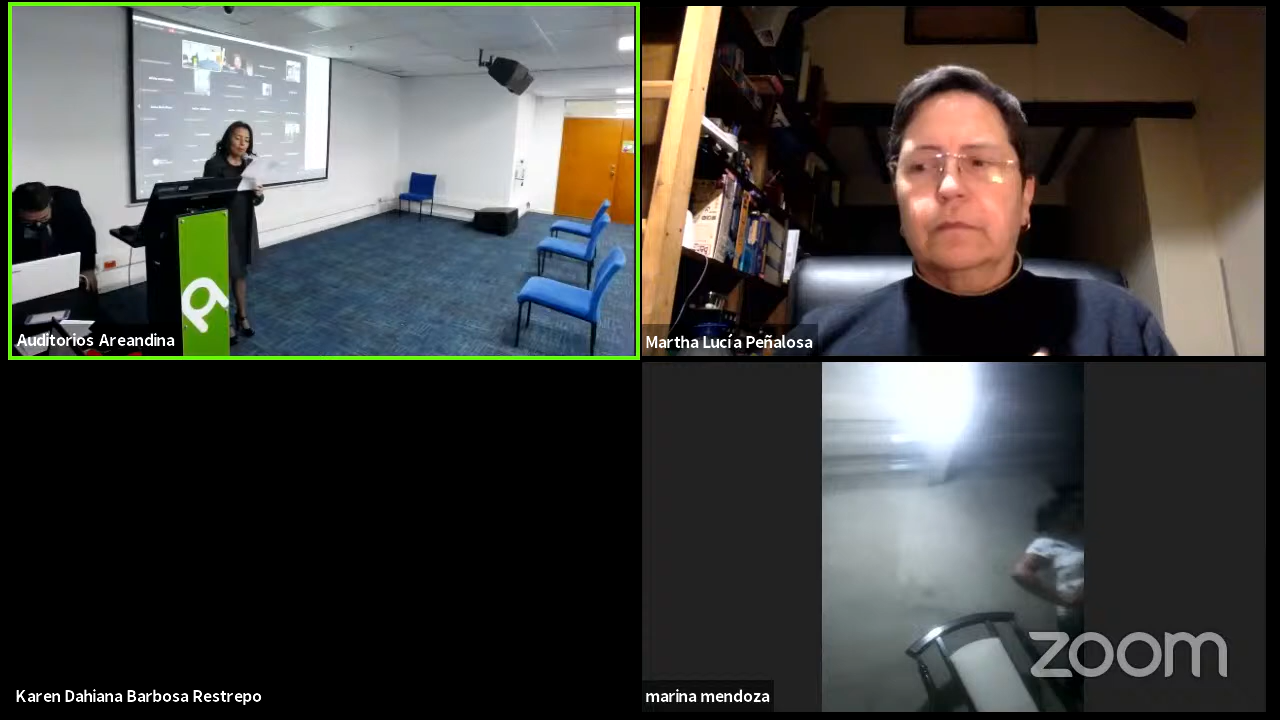 Auditorios Areandina
Martha Lucía Peñalosa
Karen Dahiana Barbosa Restrepo
marina mendoza
zoom